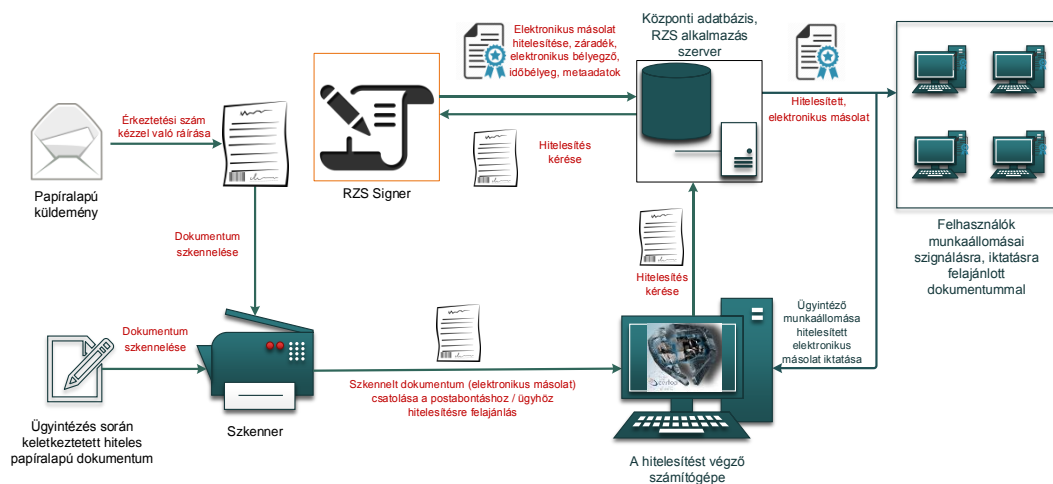 Érkeztetési szám
kézzel való ráírása
Papíralapú
küldemény
Dokumentum
szkennelése
RZS Signer
Elektronikus másolat
hitelesítése, záradék,
elektronikus bélyegző,
időbélyeg, metaadatok
Hitelesítés
kérése
Központi adatbázis,
RZS alkalmazás
szerver
Hitelesített,
elektronikus másolat
Felhasználók
munkaállomásai
szignálásra, iktatásra
felajánlott
dokumentummal
Hitelesítés
kérése
Ügyintéző
munkaállomása
hitelesített
elektronikus
másolat iktatása
Dokumentum
szkennelése
Ügyintézés során
keletkeztetett hiteles
papíralapú dokumentum
Szkenner
Szkennelt dokumentum (elektronikus másolat)
csatolása a postabontáshoz / ügyhöz
hitelesítésre felajánlás
A hitelesítést végző
számítógépe